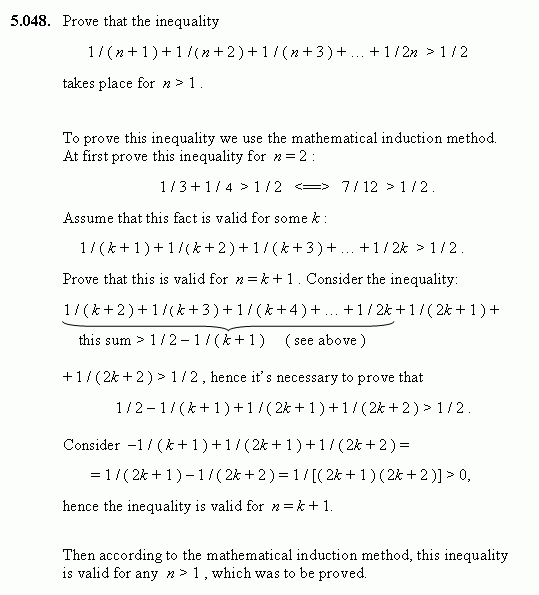 5.048. Prove that the inequality
1 / ( n + 1 ) + 1 / ( n + 2 ) + 1 / ( n + 3 ) + ... + 1 / 2n > 1 / 2
takes place for n > 1 .
To prove this inequality we use the mathematical induction method.
At first prove this inequality for n = 2 :
1 / 3 + 1 / 4 > 1 / 2 <=> 7 / 12 > 1 / 2 .
Assume that this fact is valid for some k :
1 / ( k + 1 ) + 1 / ( k + 2 ) + 1 / ( k + 3 ) + ... + 1 / 2k > 1 / 2 .
Prove that this is valid for n = k + 1 . Consider the inequality:
1 / ( k + 2 ) + 1 / ( k + 3 ) + 1 / ( k + 4 ) + ... + 1 / 2k + 1 / ( 2k + 1 ) +
this sum > 1 / 2 – 1 / ( k + 1 ) ( see above )
+ 1 / ( 2k + 2 ) > 1 / 2 , hence it's necessary to prove that
1 / 2 – 1 / ( k + 1 ) + 1 / ( 2k + 1 ) + 1 / ( 2k + 2 ) > 1 / 2 .
Consider – 1 / ( k + 1 ) + 1 / ( 2k + 1 ) + 1 / ( 2k + 2 ) =
= 1 / ( 2k + 1 ) – 1 / ( 2k + 2 ) = 1 / [( 2k + 1 ) ( 2k + 2 )] > 0,
hence the inequality is valid for n = k + 1.
Then according to the mathematical induction method, this inequality
is valid for any n > 1 , which was to be proved.